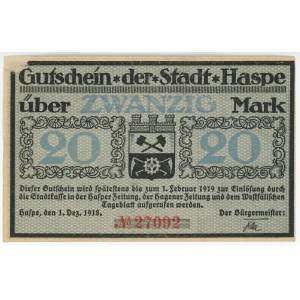 Gutschein * der * Stadt * Haspe
über ZWANZIG Mark
20 20
Dieser Gutschein wird spätestens bis zum 1. Februar 1919 zur Einlösung durch
die Stadtkasse in der Hasper Zeitung, der Hagener Zeitung und dem Westfälischen
Tageblatt aufgerufen werden.
Haspe, den 1. Dez. 1918.
Der Bürgermeister:
№ 27092